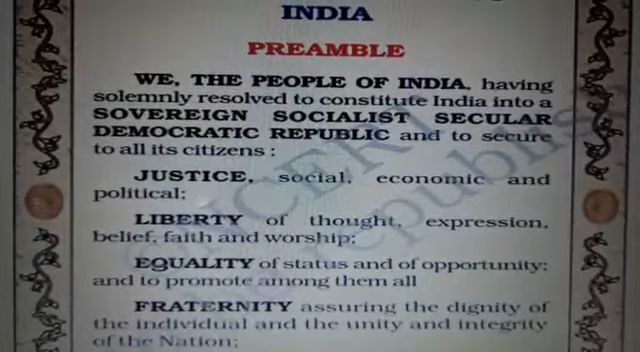 INDIA
PREAMBLE
WE, THE PEOPLE OF INDIA, having
solemnly resolved to constitute India into a
SOVEREIGN SOCIALIST SECULAR
DEMOCRATIC REPUBLIC and to secure
to all its citizens :
JUSTICE, social, economic and
political;
LIBERTY of thought, expression,
belief, faith and worship;
EQUALITY of status and of opportunity;
and to promote among them all
FRATERNITY assuring the dignity of
the individual and the unity and integrity
of the Nation;